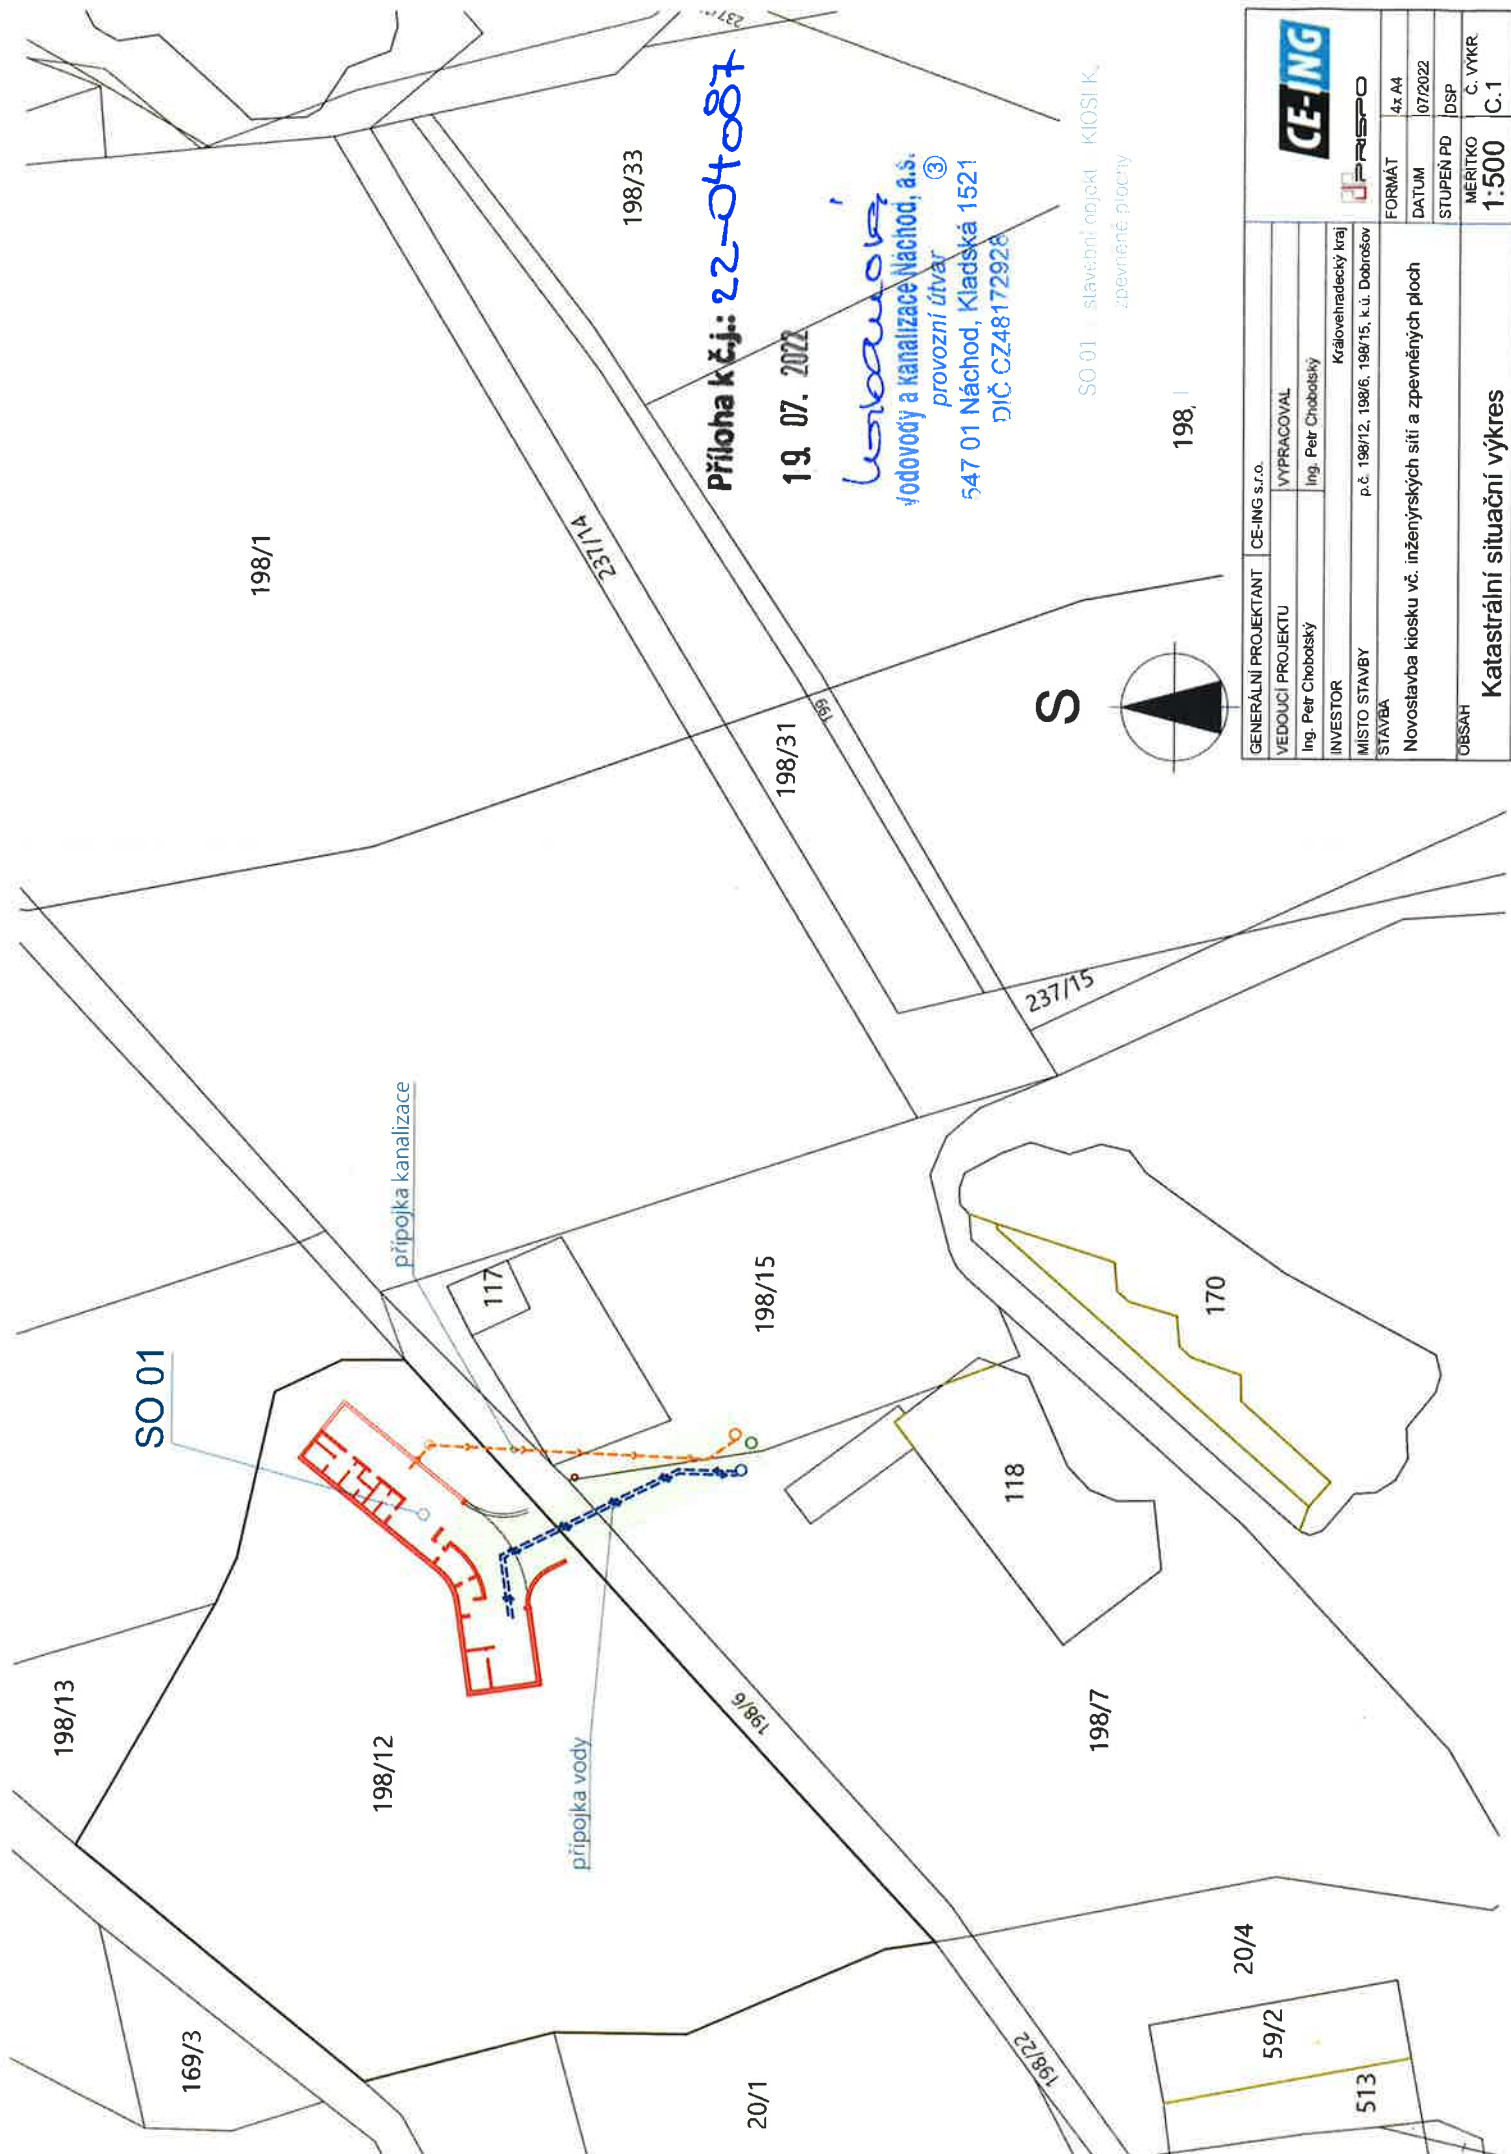 237/14
198/1
198/33
237/14
198/31
199
237/15
Příloha k č.j.: 22-04087
19. 07. 2022
Vodovody a kanalizace Náchod, a.s.
provozní útvar ③
547 01 Náchod, Kladská 1521
DIČ CZ48172928
SO 01 stavební objekt KIOSK,
zpevněné plochy
198,
S
SO 01
přípojka kanalizace
přípojka vody
117
198/15
170
118
198/13
198/12
198/6
198/7
169/3
20/1
198/22
20/4
59/2
513
GENERÁLNÍ PROJEKTANT CE-ING s.r.o.
VEDOUCÍ PROJEKTU VYPRACOVAL
Ing. Petr Chobotský Ing. Petr Chobotský
CE-ING
PRISPO
INVESTOR Královehradecký kraj
MÍSTO STAVBY p.č. 198/12, 198/6, 198/15, k.ú. Dobrošov
STAVBA
Novostavba kiosku vč. inženýrských sítí a zpevněných ploch
FORMÁT 4x A4
DATUM 07/2022
STUPEŇ PD DSP
MĚŘÍTKO Č. VÝKR.
1:500 C.1
OBSAH
Katastrální situační výkres